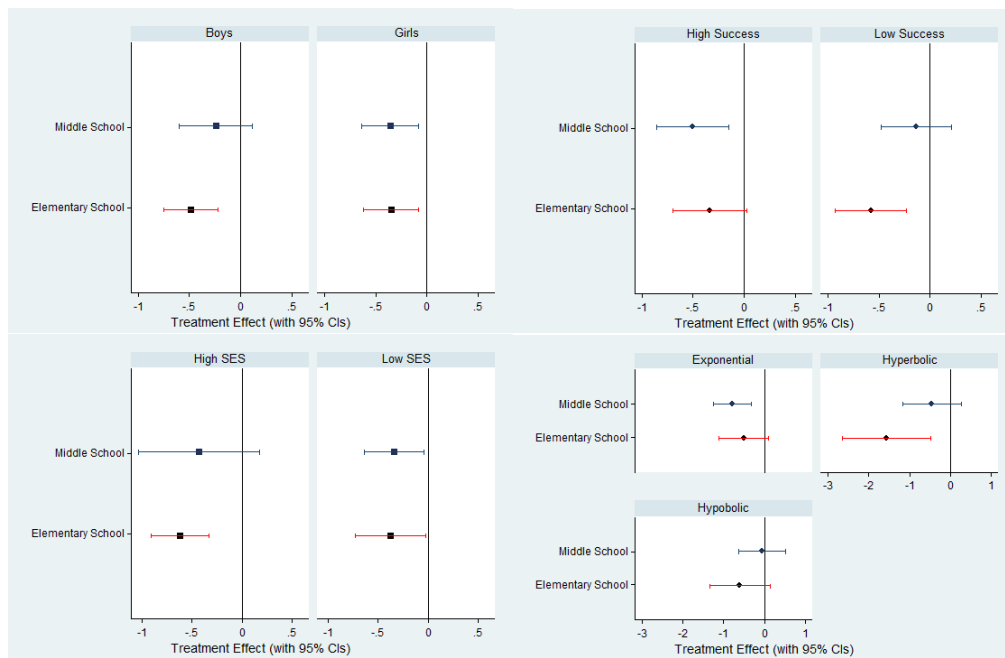 Boys Girls
Middle School
Elementary School
-1 -.5 0 .5 -1 -.5 0 .5
Treatment Effect (with 95% CIs)
High Success Low Success
Middle School
Elementary School
-1 -.5 0 .5 -1 -.5 0 .5
Treatment Effect (with 95% CIs)
High SES Low SES
Middle School
Elementary School
-1 -.5 0 .5 -1 -.5 0 .5
Treatment Effect (with 95% CIs)
Exponential Hyperbolic
Middle School
Elementary School
-3 -2 -1 0 1
Hypobolic
Middle School
Elementary School
-3 -2 -1 0 1
Treatment Effect (with 95% CIs)